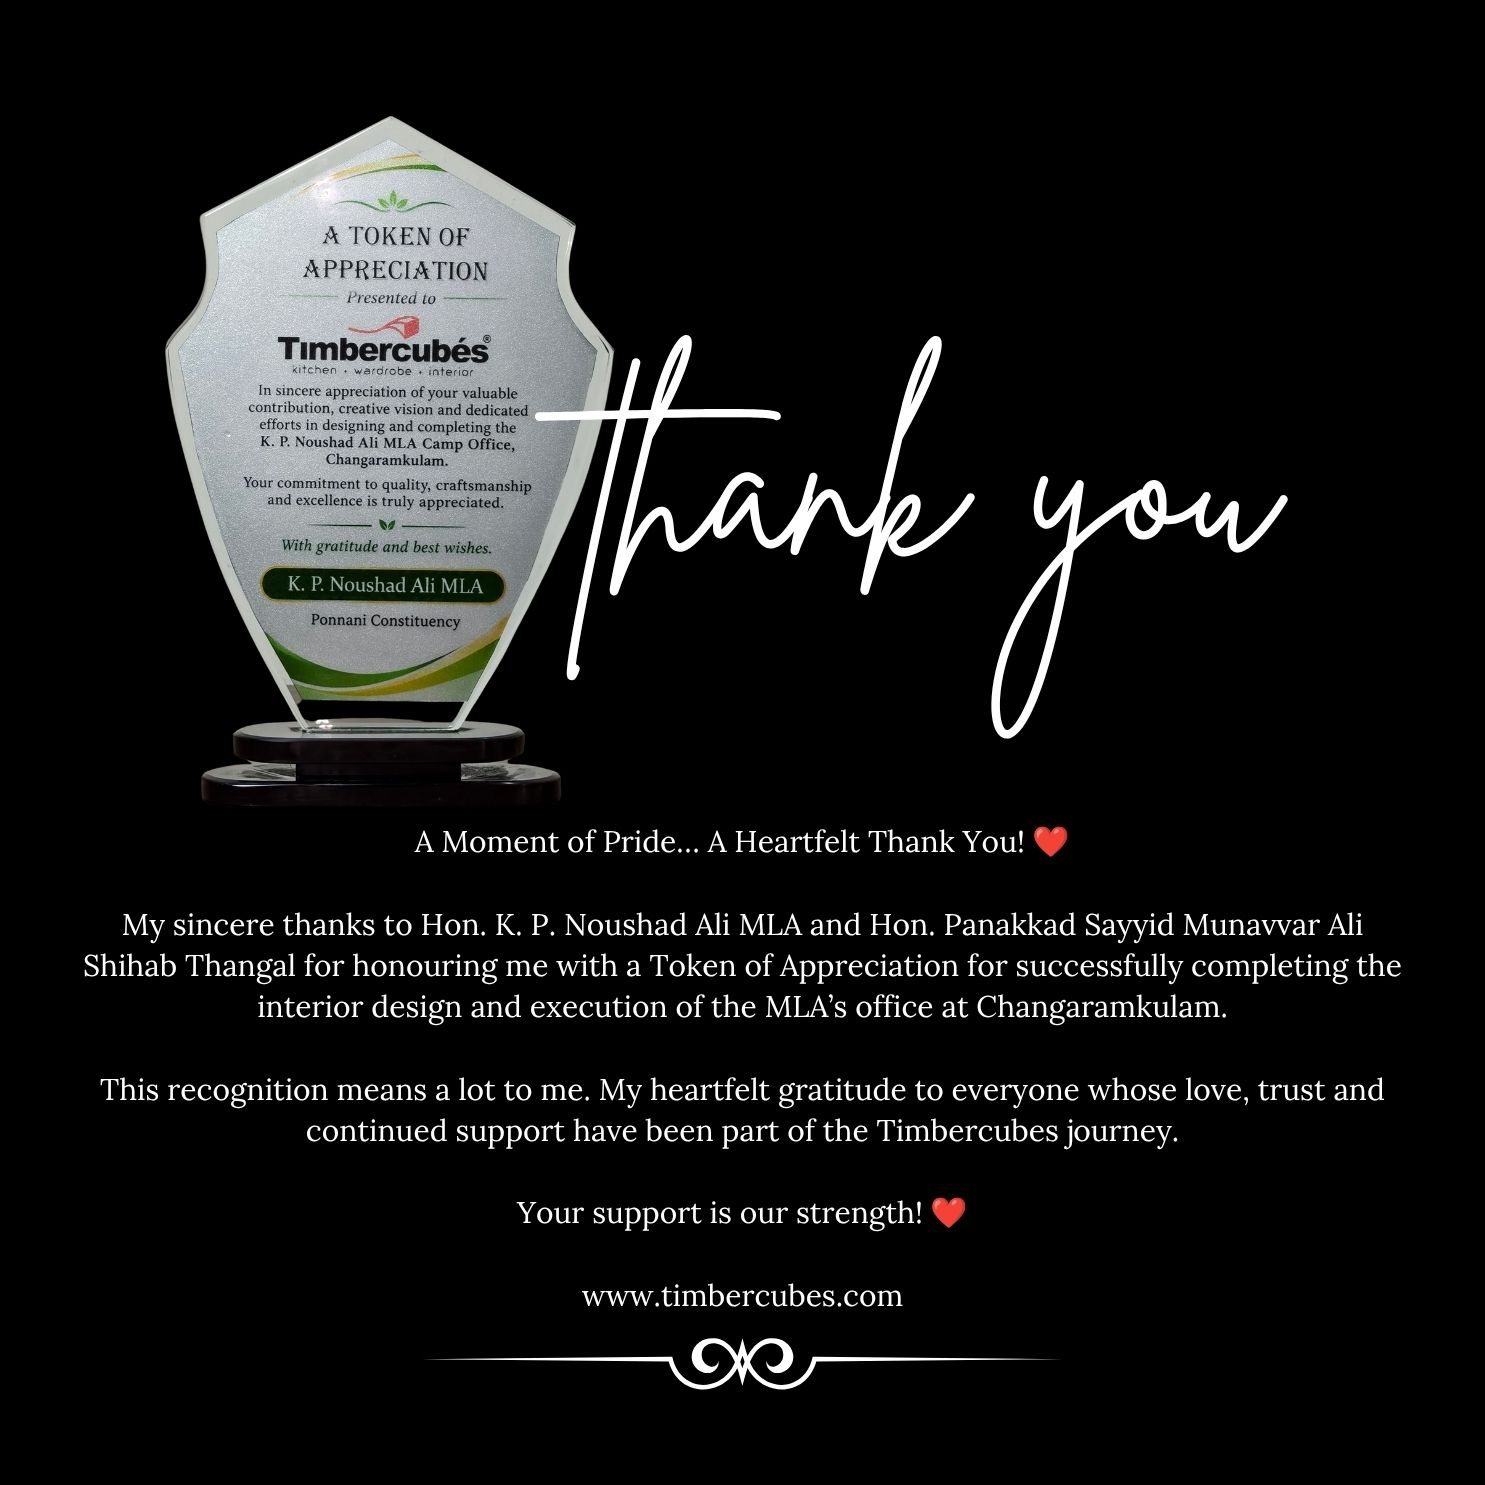 A TOKEN OF
APPRECIATION
Presented to
Tımbercubés®
kitchen + wardrobe + interior
In sincere appreciation of your valuable
contribution, creative vision and dedicated
efforts in designing and completing the
K. P. Noushad Ali MLA Camp Office,
Changaramkulam.
Your commitment to quality, craftsmanship
and excellence is truly appreciated.
With gratitude and best wishes.
K. P. Noushad Ali MLA
Ponnani Constituency
thank you
A Moment of Pride... A Heartfelt Thank You! ❤️
My sincere thanks to Hon. K. P. Noushad Ali MLA and Hon. Panakkad Sayyid Munavvar Ali
Shihab Thangal for honouring me with a Token of Appreciation for successfully completing the
interior design and execution of the MLA’s office at Changaramkulam.
This recognition means a lot to me. My heartfelt gratitude to everyone whose love, trust and
continued support have been part of the Timbercubes journey.
Your support is our strength! ❤️
www.timbercubes.com